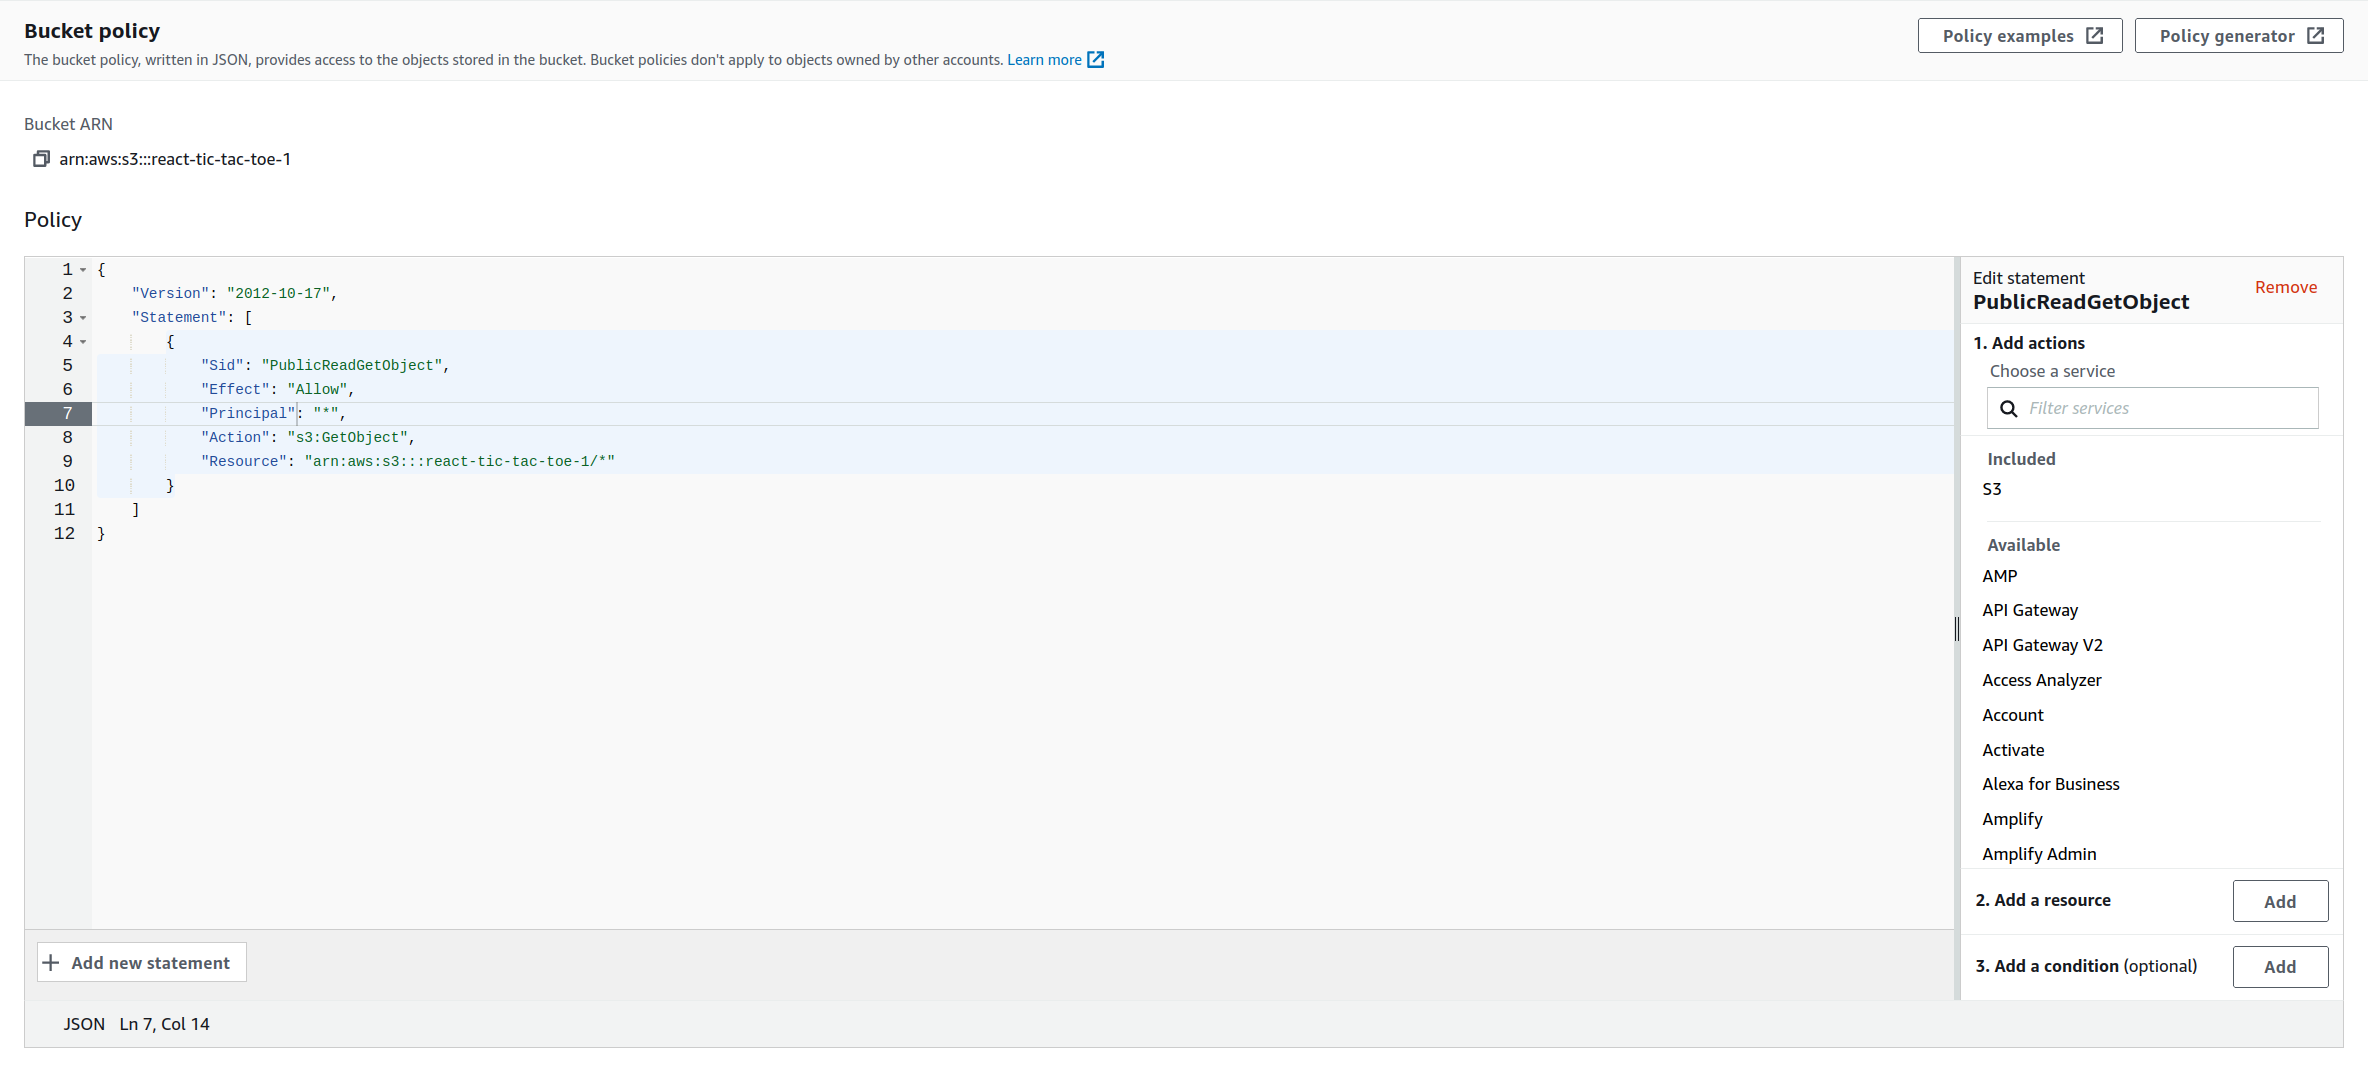 Bucket policy
Policy examples
Policy generator
The bucket policy, written in JSON, provides access to the objects stored in the bucket. Bucket policies don't apply to objects owned by other accounts. Learn more
Bucket ARN
arn:aws:s3:::react-tic-tac-toe-1
Policy
1 {
2 "Version": "2012-10-17",
3 "Statement": [
4 {
5 "Sid": "PublicReadGetObject",
6 "Effect": "Allow",
7 "Principal": "*",
8 "Action": "s3:GetObject",
9 "Resource": "arn:aws:s3:::react-tic-tac-toe-1/*"
10 }
11 ]
12 }
Add new statement
JSON Ln 7, Col 14
Edit statement
PublicReadGetObject
Remove
1. Add actions
Choose a service
Filter services
Included
S3
Available
AMP
API Gateway
API Gateway V2
Access Analyzer
Account
Activate
Alexa for Business
Amplify
Amplify Admin
2. Add a resource
Add
3. Add a condition (optional)
Add